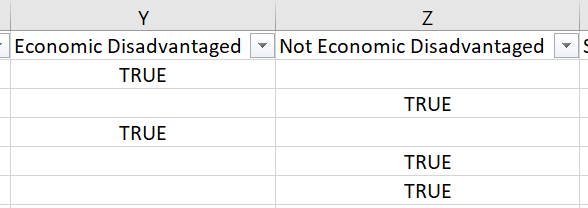 Y Z
Economic Disadvantaged Not Economic Disadvantaged S
TRUE
TRUE
TRUE
TRUE
TRUE